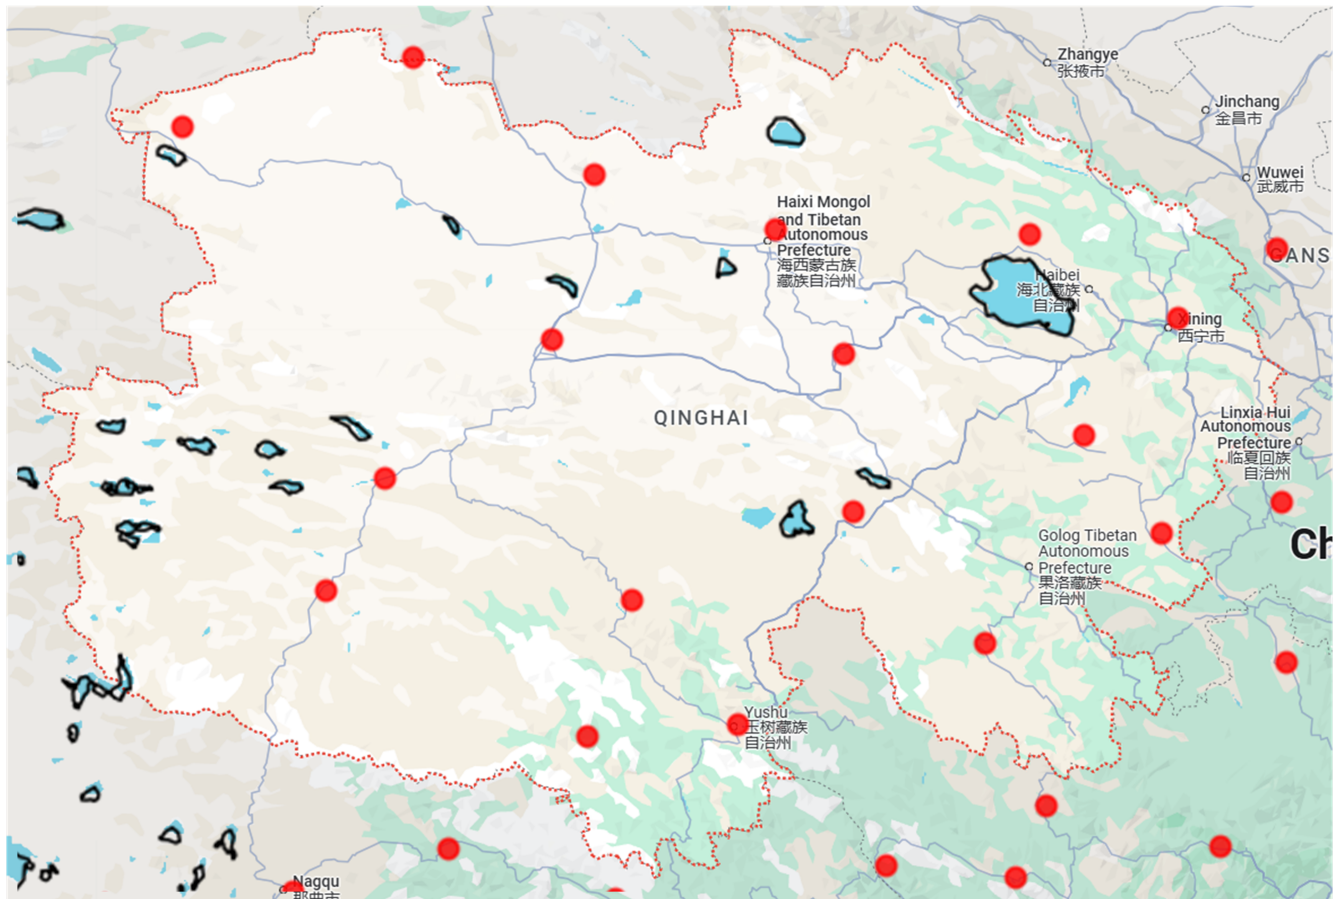 Zhangye
张掖市
Jinchang
金昌市
Wuwei
武威市
Haixi Mongol
and Tibetan
Autonomous
Prefecture
海西蒙古族
藏族自治州
GANS
Haibei
海北藏族
自治州
Xining
西宁市
QINGHAI
Linxia Hui
Autonomous
Prefecture
临夏回族
自治州
Golog Tibetan
Autonomous
Prefecture
果洛藏族
自治州
Ch
Yushu
玉树藏族
自治州
Nagqu
那曲市